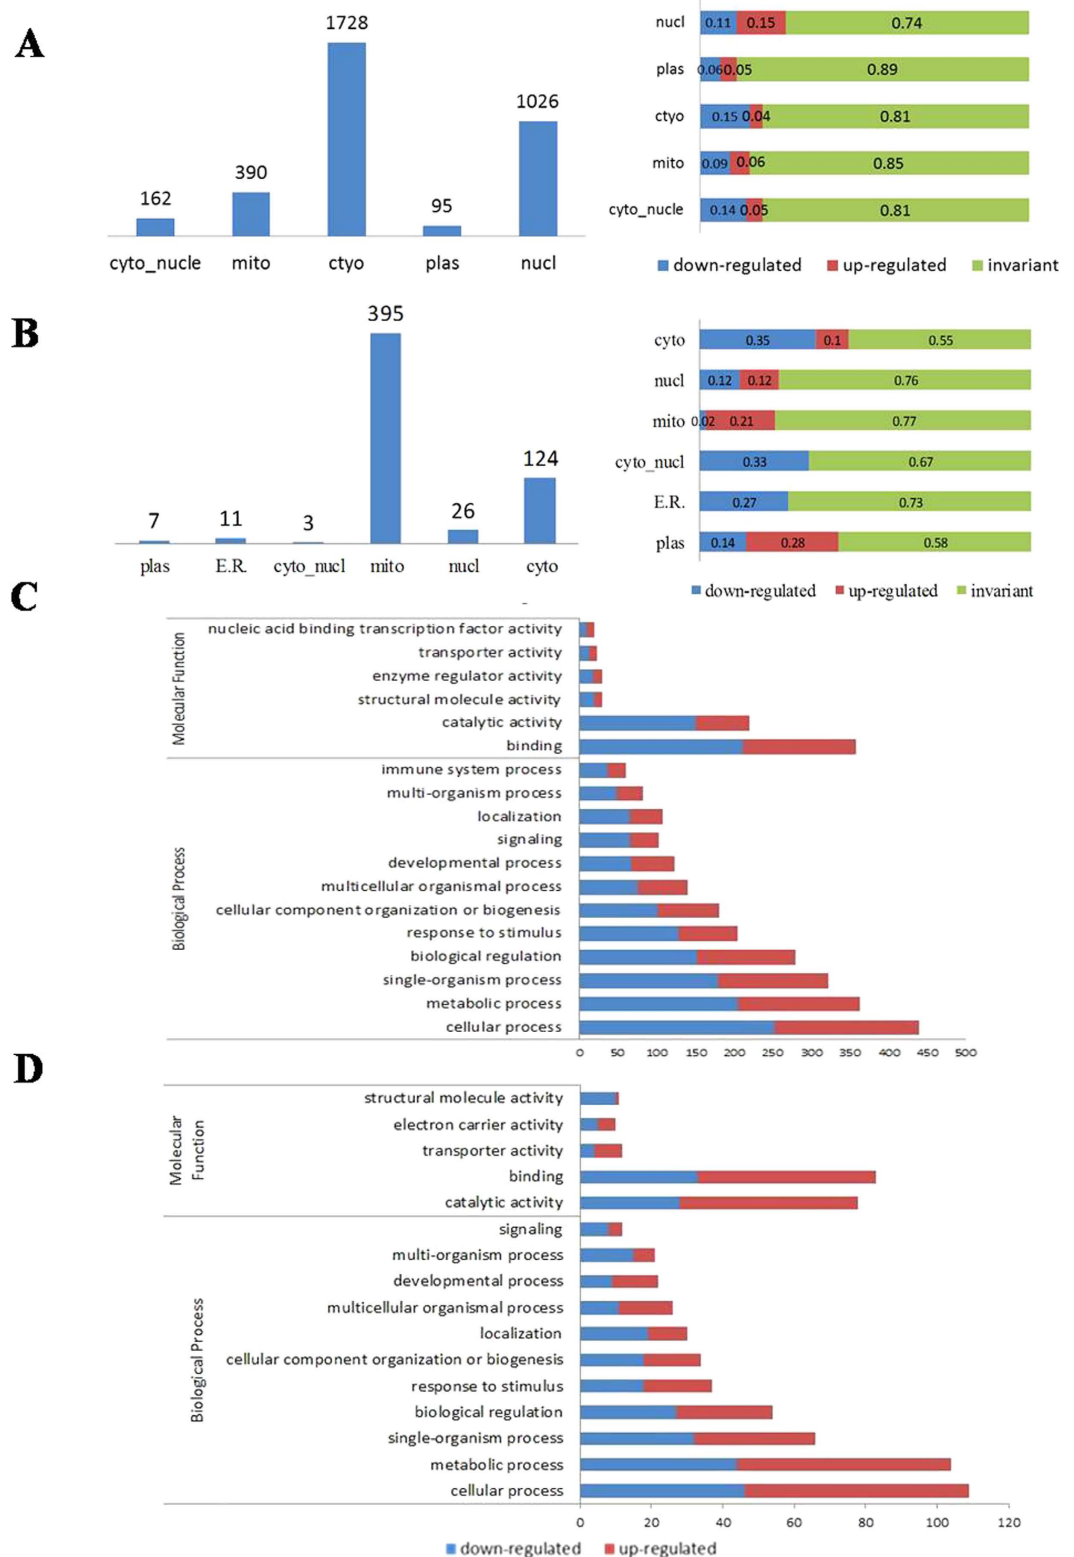 A
1728
1026
390
162
95
cyto_nucle mito ctyo plas nucl
nucl 0.11 0.15 0.74
plas 0.06 0.05 0.89
ctyo 0.15 0.04 0.81
mito 0.09 0.06 0.85
cyto_nucle 0.14 0.05 0.81
down-regulated up-regulated invariant
B
395
124
7 11 3 26
plas E.R. cyto_nucl mito nucl cyto
cyto 0.35 0.1 0.55
nucl 0.12 0.12 0.76
mito 0.02 0.21 0.77
cyto_nucl 0.33 0.67
E.R. 0.27 0.73
plas 0.14 0.28 0.58
down-regulated up-regulated invariant
C
Molecular Function
nucleic acid binding transcription factor activity
transporter activity
enzyme regulator activity
structural molecule activity
catalytic activity
binding
Biological Process
immune system process
multi-organism process
localization
signaling
developmental process
multicellular organismal process
cellular component organization or biogenesis
response to stimulus
biological regulation
single-organism process
metabolic process
cellular process
0 50 100 150 200 250 300 350 400 450 500
D
Molecular
Function
structural molecule activity
electron carrier activity
transporter activity
binding
catalytic activity
Biological Process
signaling
multi-organism process
developmental process
multicellular organismal process
localization
cellular component organization or biogenesis
response to stimulus
biological regulation
single-organism process
metabolic process
cellular process
0 20 40 60 80 100 120
down-regulated up-regulated